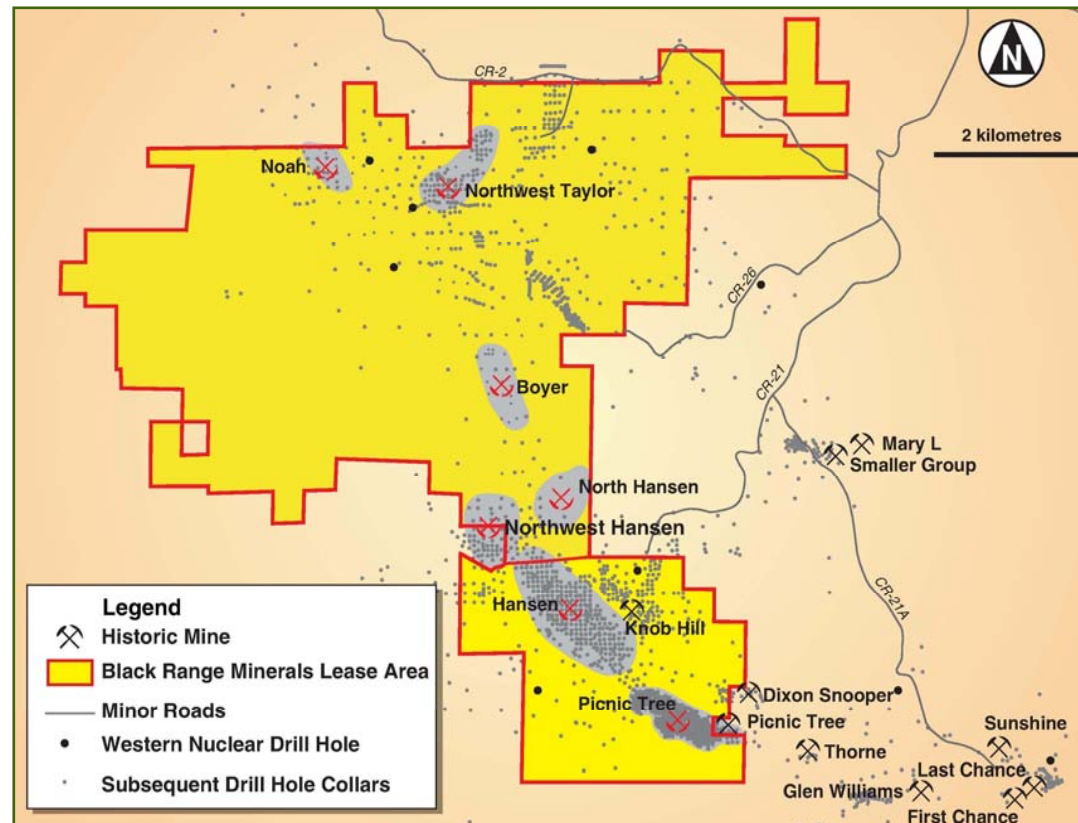 CR-2
N
2 kilometres
Noah
Northwest Taylor
CR-26
Boyer
CR-21
Mary L
Smaller Group
North Hansen
Northwest Hansen
Hansen
Knob Hill
CR-21A
Picnic Tree
Dixon Snooper
Picnic Tree
Thorne
Sunshine
Last Chance
Glen Williams
First Chance
Legend
Historic Mine
Black Range Minerals Lease Area
Minor Roads
Western Nuclear Drill Hole
Subsequent Drill Hole Collars